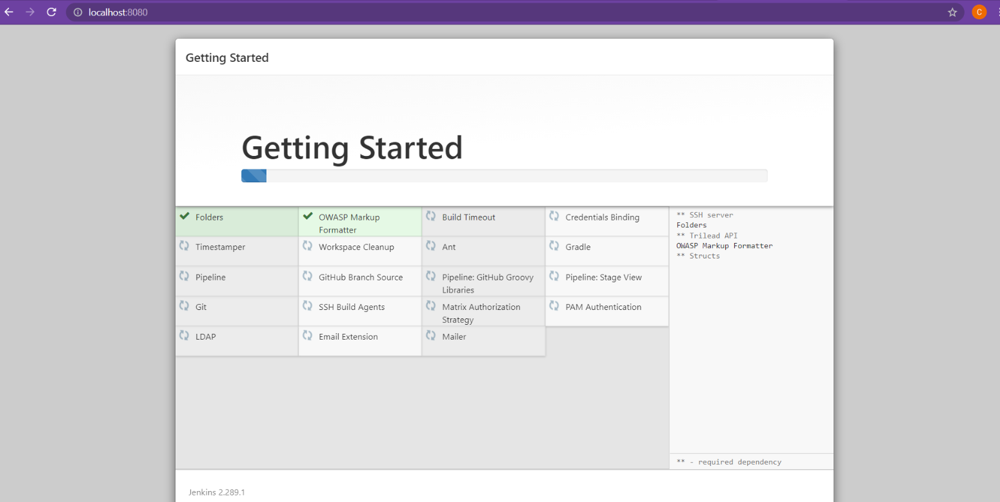 localhost:8080
C
Getting Started
Getting Started
Folders
OWASP Markup
Formatter
Build Timeout
Credentials Binding
Timestamper
Workspace Cleanup
Ant
Gradle
Pipeline
GitHub Branch Source
Pipeline: GitHub Groovy
Libraries
Pipeline: Stage View
Git
SSH Build Agents
Matrix Authorization
Strategy
PAM Authentication
LDAP
Email Extension
Mailer
** SSH server
Folders
** Trilead API
OWASP Markup Formatter
** Structs
** - required dependency
Jenkins 2.289.1